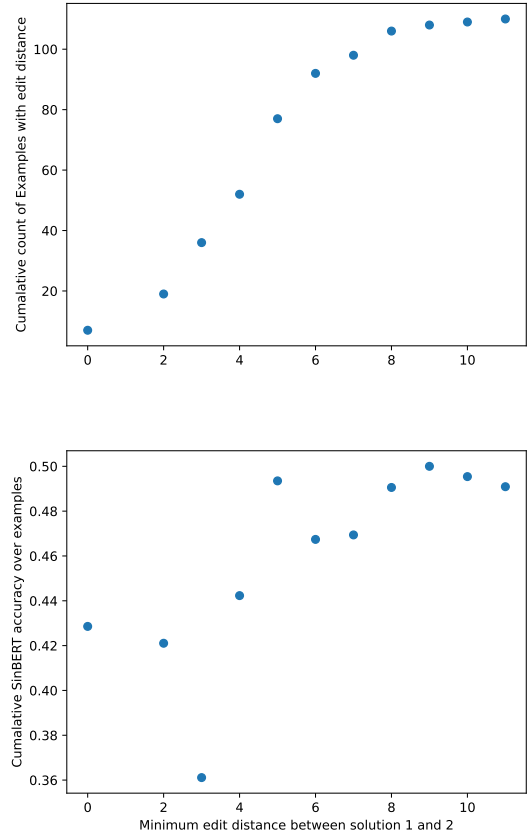 Cumalative count of Examples with edit distance
100
80
60
40
20
0 2 4 6 8 10
Cumalative SinBERT accuracy over examples
0.50
0.48
0.46
0.44
0.42
0.40
0.38
0.36
0 2 4 6 8 10
Minimum edit distance between solution 1 and 2